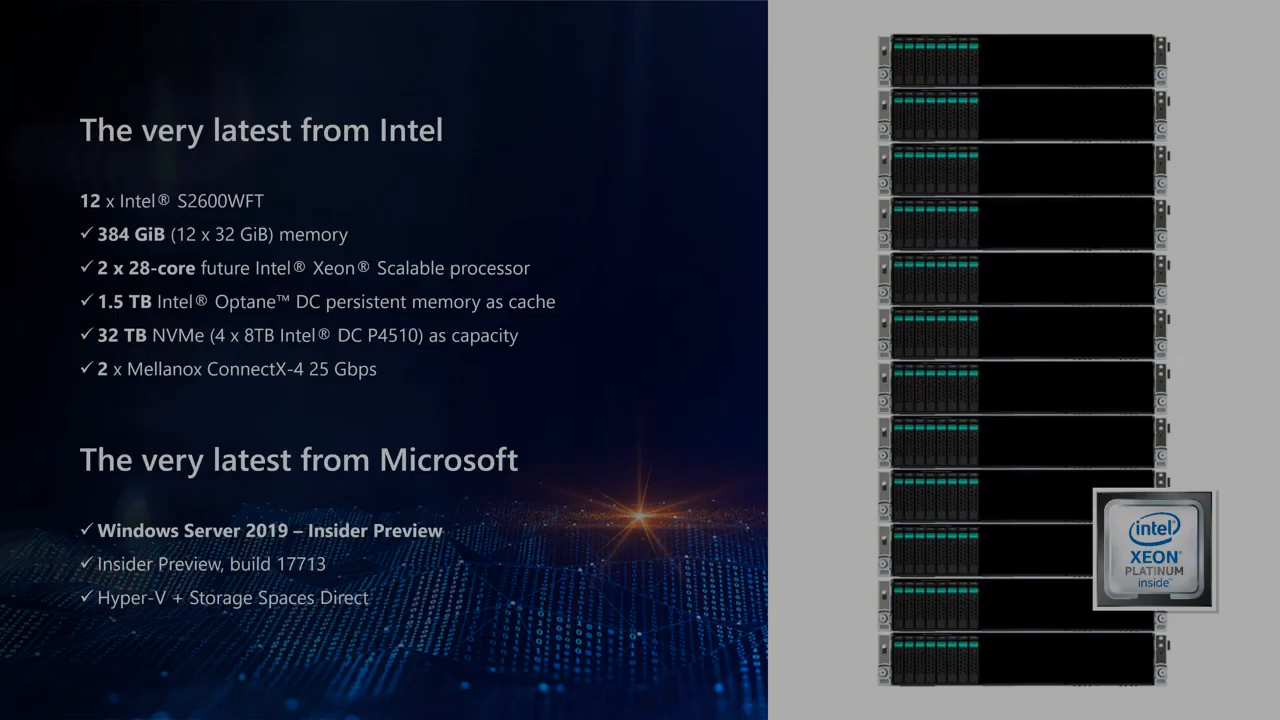 The very latest from Intel
12 x Intel® S2600WFT
✓ 384 GiB (12 x 32 GiB) memory
✓ 2 x 28-core future Intel® Xeon® Scalable processor
✓ 1.5 TB Intel® Optane™ DC persistent memory as cache
✓ 32 TB NVMe (4 x 8TB Intel® DC P4510) as capacity
✓ 2 x Mellanox ConnectX-4 25 Gbps
The very latest from Microsoft
✓ Windows Server 2019 – Insider Preview
✓ Insider Preview, build 17713
✓ Hyper-V + Storage Spaces Direct
intel®
XEON®
PLATINUM
inside™